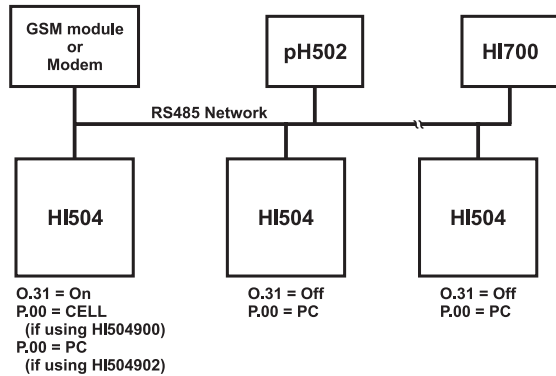 GSM module
or
Modem
pH502
HI700
RS485 Network
HI504
HI504
HI504
O.31 = On
P.00 = CELL
(if using HI504900)
P.00 = PC
(if using HI504902)
O.31 = Off
P.00 = PC
O.31 = Off
P.00 = PC